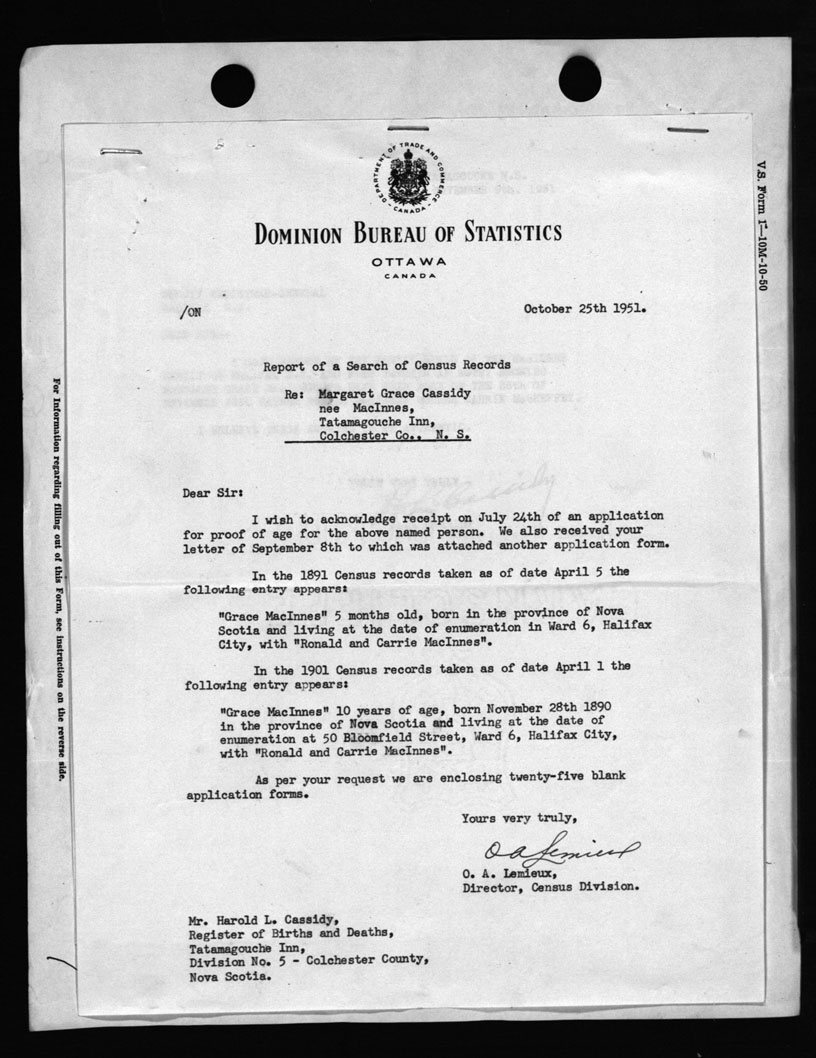 DEPARTMENT OF TRADE AND COMMERCE
- CANADA -
DOMINION BUREAU OF STATISTICS
OTTAWA
CANADA
V.S. Form 1—10M-10-50
/ON
October 25th 1951.
Report of a Search of Census Records
Re: Margaret Grace Cassidy
nee MacInnes,
Tatamagouche Inn,
Colchester Co., N. S.
Dear Sir:
I wish to acknowledge receipt on July 24th of an application
for proof of age for the above named person. We also received your
letter of September 8th to which was attached another application form.
In the 1891 Census records taken as of date April 5 the
following entry appears:
"Grace MacInnes" 5 months old, born in the province of Nova
Scotia and living at the date of enumeration in Ward 6, Halifax
City, with "Ronald and Carrie MacInnes".
In the 1901 Census records taken as of date April 1 the
following entry appears:
"Grace MacInnes" 10 years of age, born November 28th 1890
in the province of Nova Scotia and living at the date of
enumeration at 50 Bloomfield Street, Ward 6, Halifax City,
with "Ronald and Carrie MacInnes".
As per your request we are enclosing twenty-five blank
application forms.
Yours very truly,
O A Lemieux
O. A. Lemieux,
Director, Census Division.
Mr. Harold L. Cassidy,
Register of Births and Deaths,
Tatamagouche Inn,
Division No. 5 - Colchester County,
Nova Scotia.
For Information regarding filling out of this Form, see instructions on the reverse side.